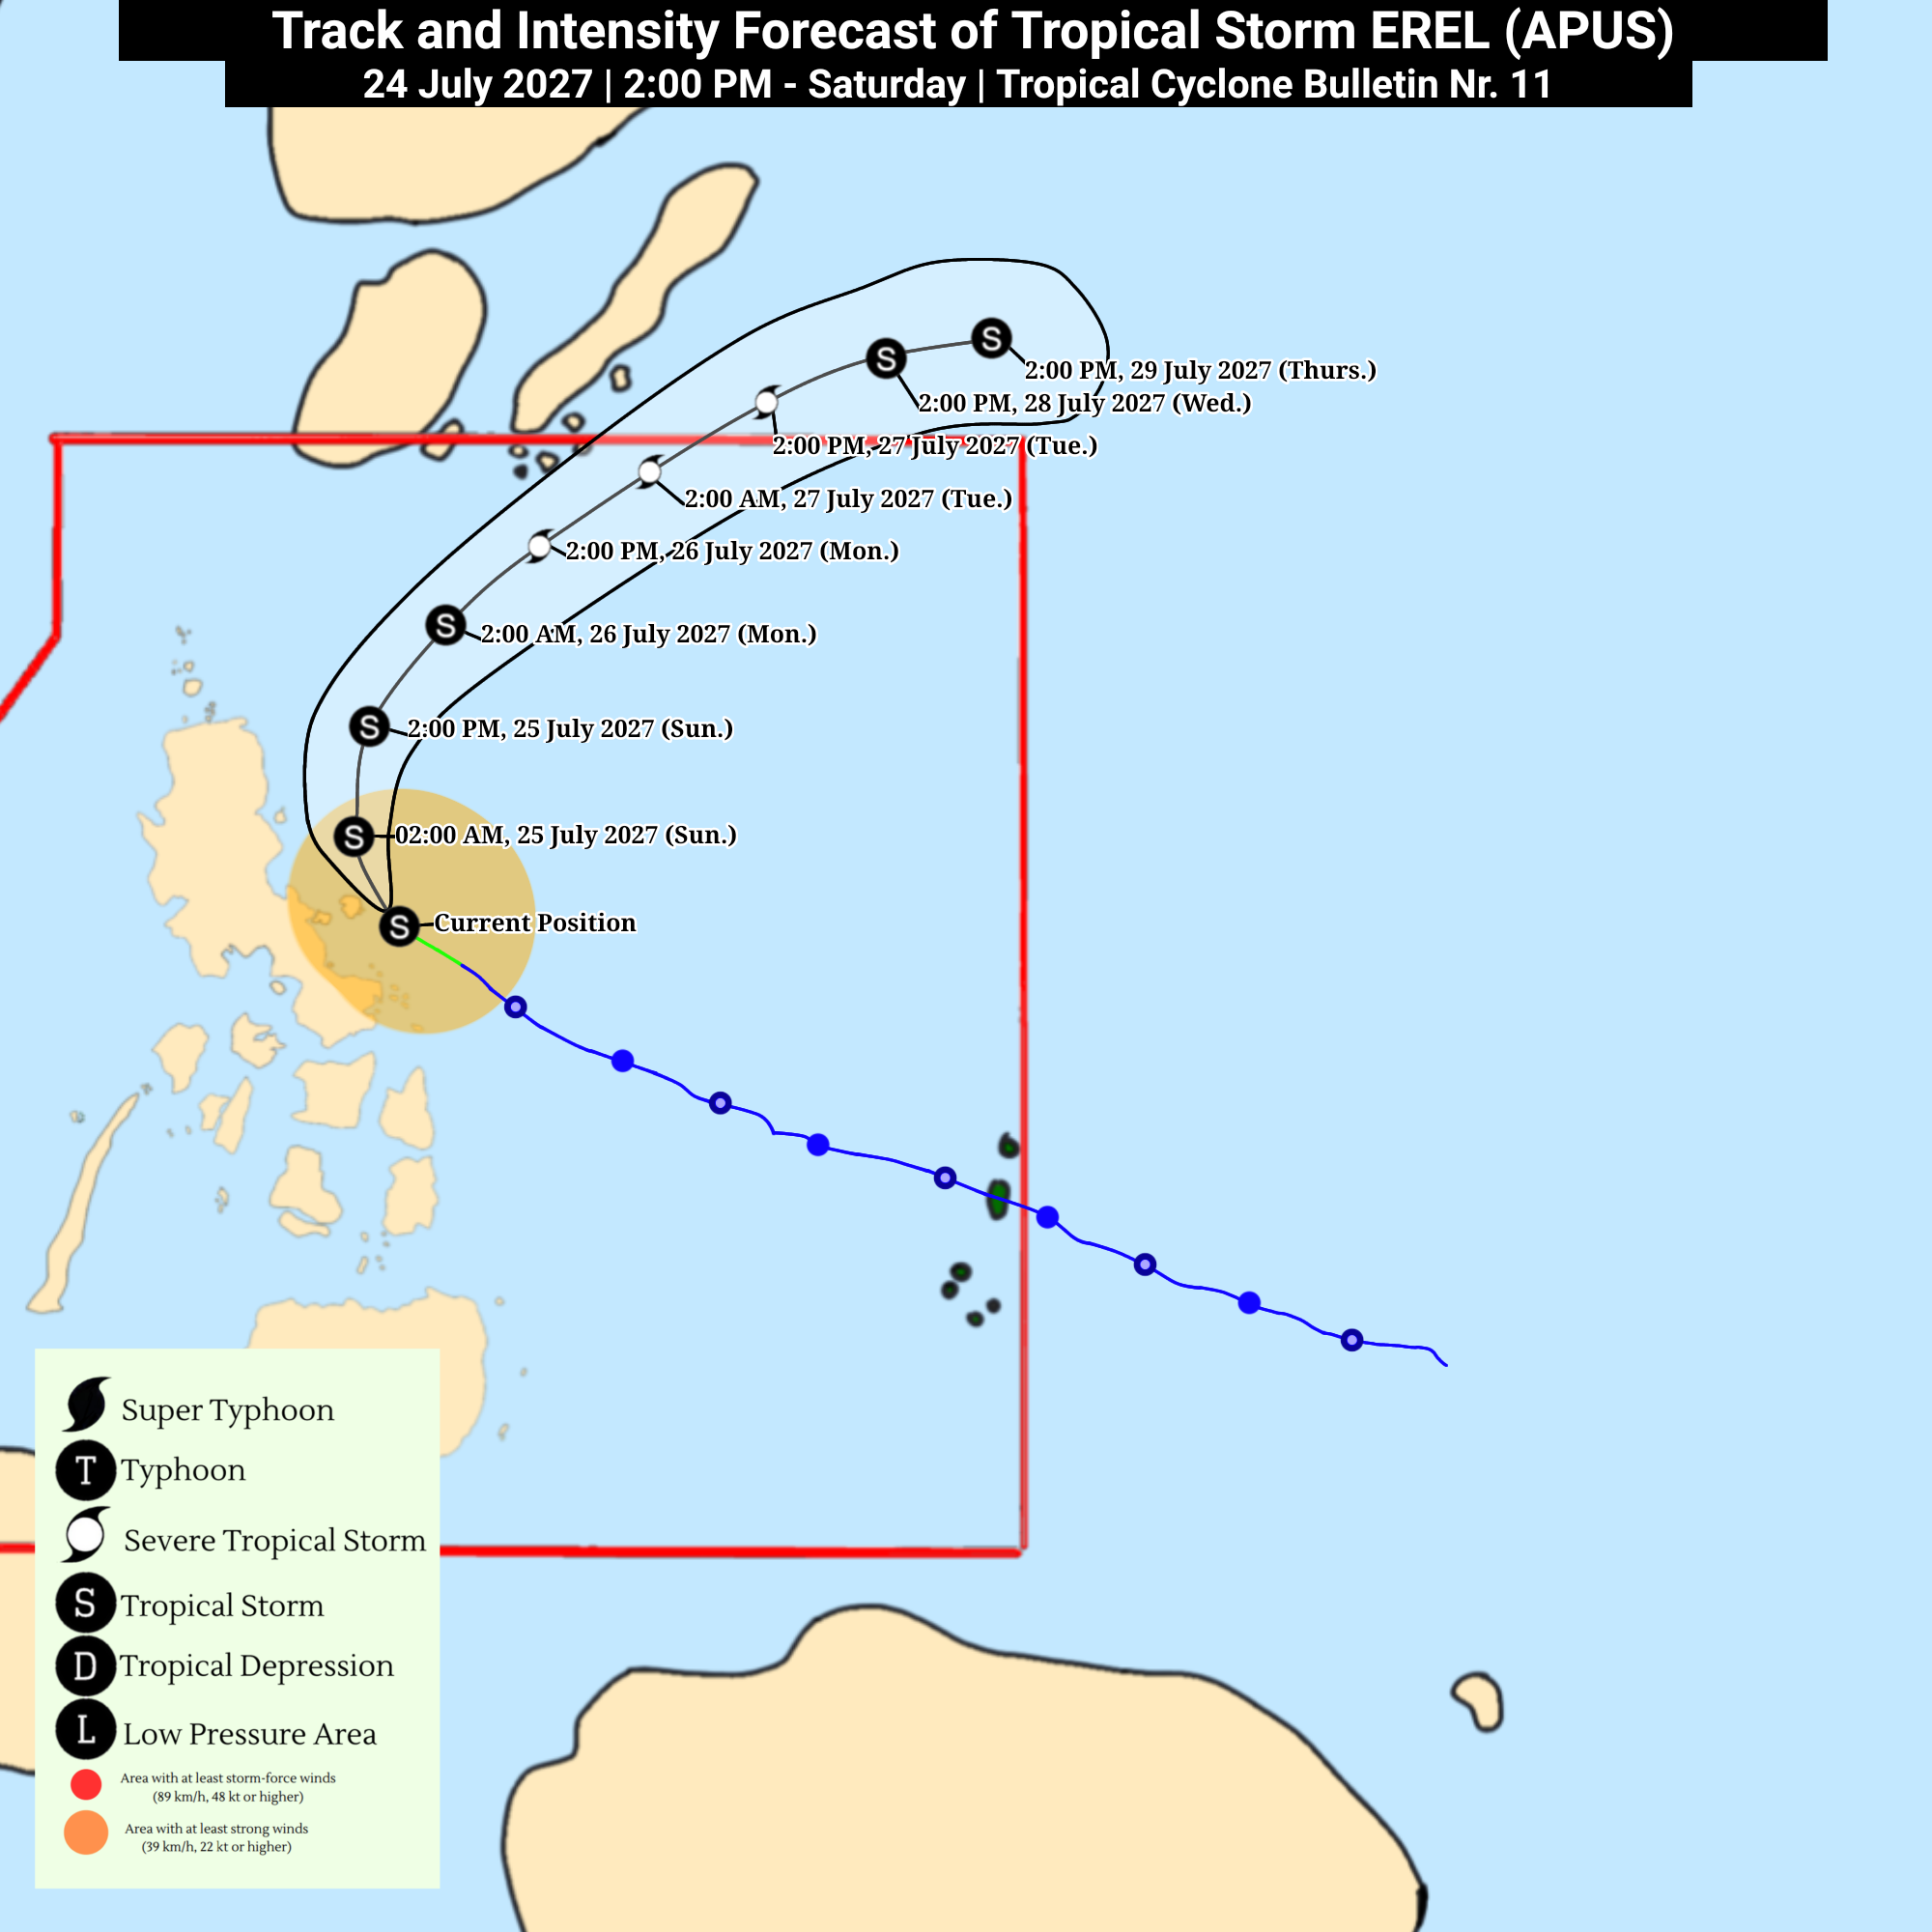 Track and Intensity Forecast of Tropical Storm EREL (APUS)
24 July 2027 | 2:00 PM - Saturday | Tropical Cyclone Bulletin Nr. 11
S
S
2:00 PM, 29 July 2027 (Thurs.)
2:00 PM, 28 July 2027 (Wed.)
2:00 PM, 27 July 2027 (Tue.)
2:00 AM, 27 July 2027 (Tue.)
2:00 PM, 26 July 2027 (Mon.)
S
2:00 AM, 26 July 2027 (Mon.)
S
2:00 PM, 25 July 2027 (Sun.)
S
02:00 AM, 25 July 2027 (Sun.)
S
Current Position
Super Typhoon
T Typhoon
Severe Tropical Storm
S Tropical Storm
D Tropical Depression
L Low Pressure Area
Area with at least storm-force winds
(89 km/h, 48 kt or higher)
Area with at least strong winds
(39 km/h, 22 kt or higher)